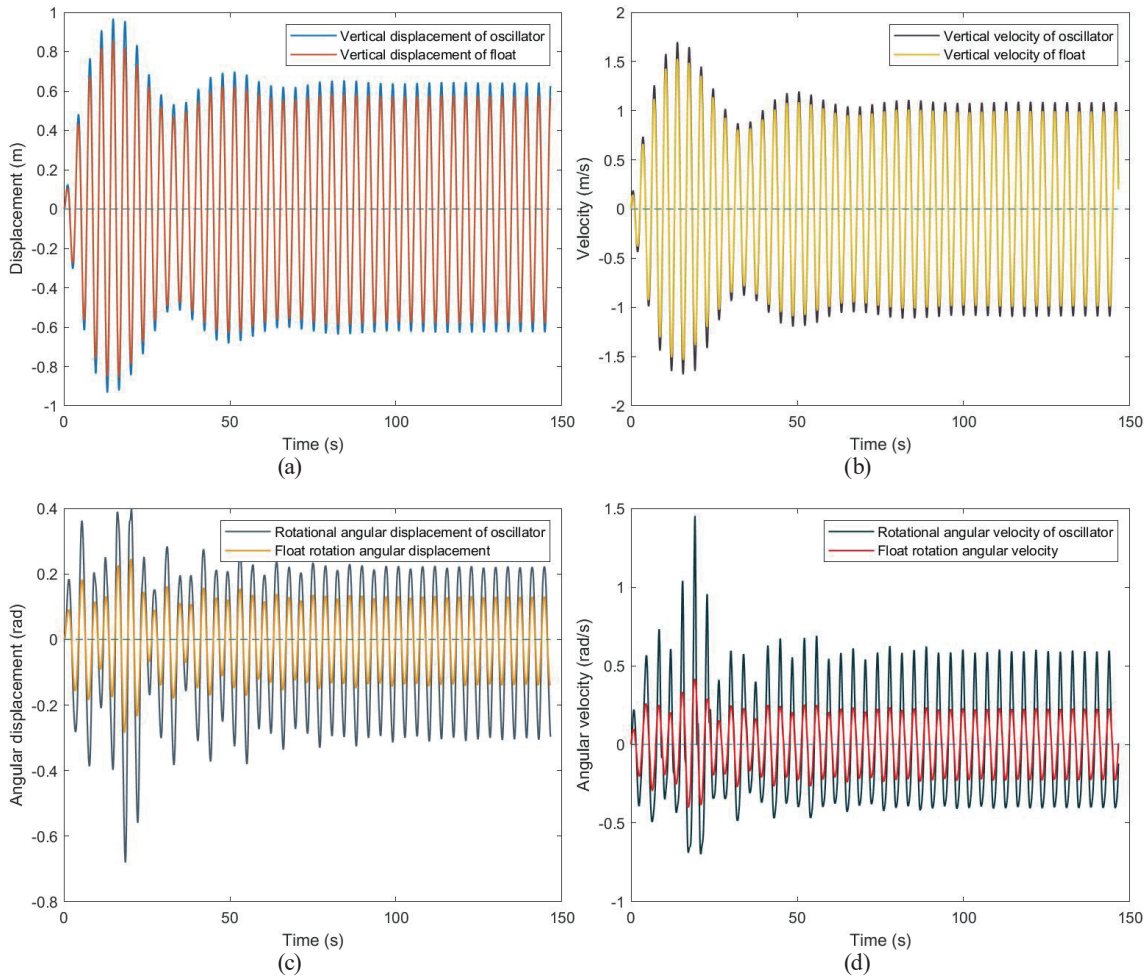 Vertical displacement of oscillator
Vertical displacement of float
1
0.8
0.6
0.4
0.2
0
-0.2
-0.4
-0.6
-0.8
-1
Displacement (m)
0 50 100 150
Time (s)
(a)
Vertical velocity of oscillator
Vertical velocity of float
2
1.5
1
0.5
0
-0.5
-1
-1.5
-2
Velocity (m/s)
0 50 100 150
Time (s)
(b)
Rotational angular displacement of oscillator
Float rotation angular displacement
0.4
0.2
0
-0.2
-0.4
-0.6
-0.8
Angular displacement (rad)
0 50 100 150
Time (s)
(c)
Rotational angular velocity of oscillator
Float rotation angular velocity
1.5
1
0.5
0
-0.5
-1
Angular velocity (rad/s)
0 50 100 150
Time (s)
(d)